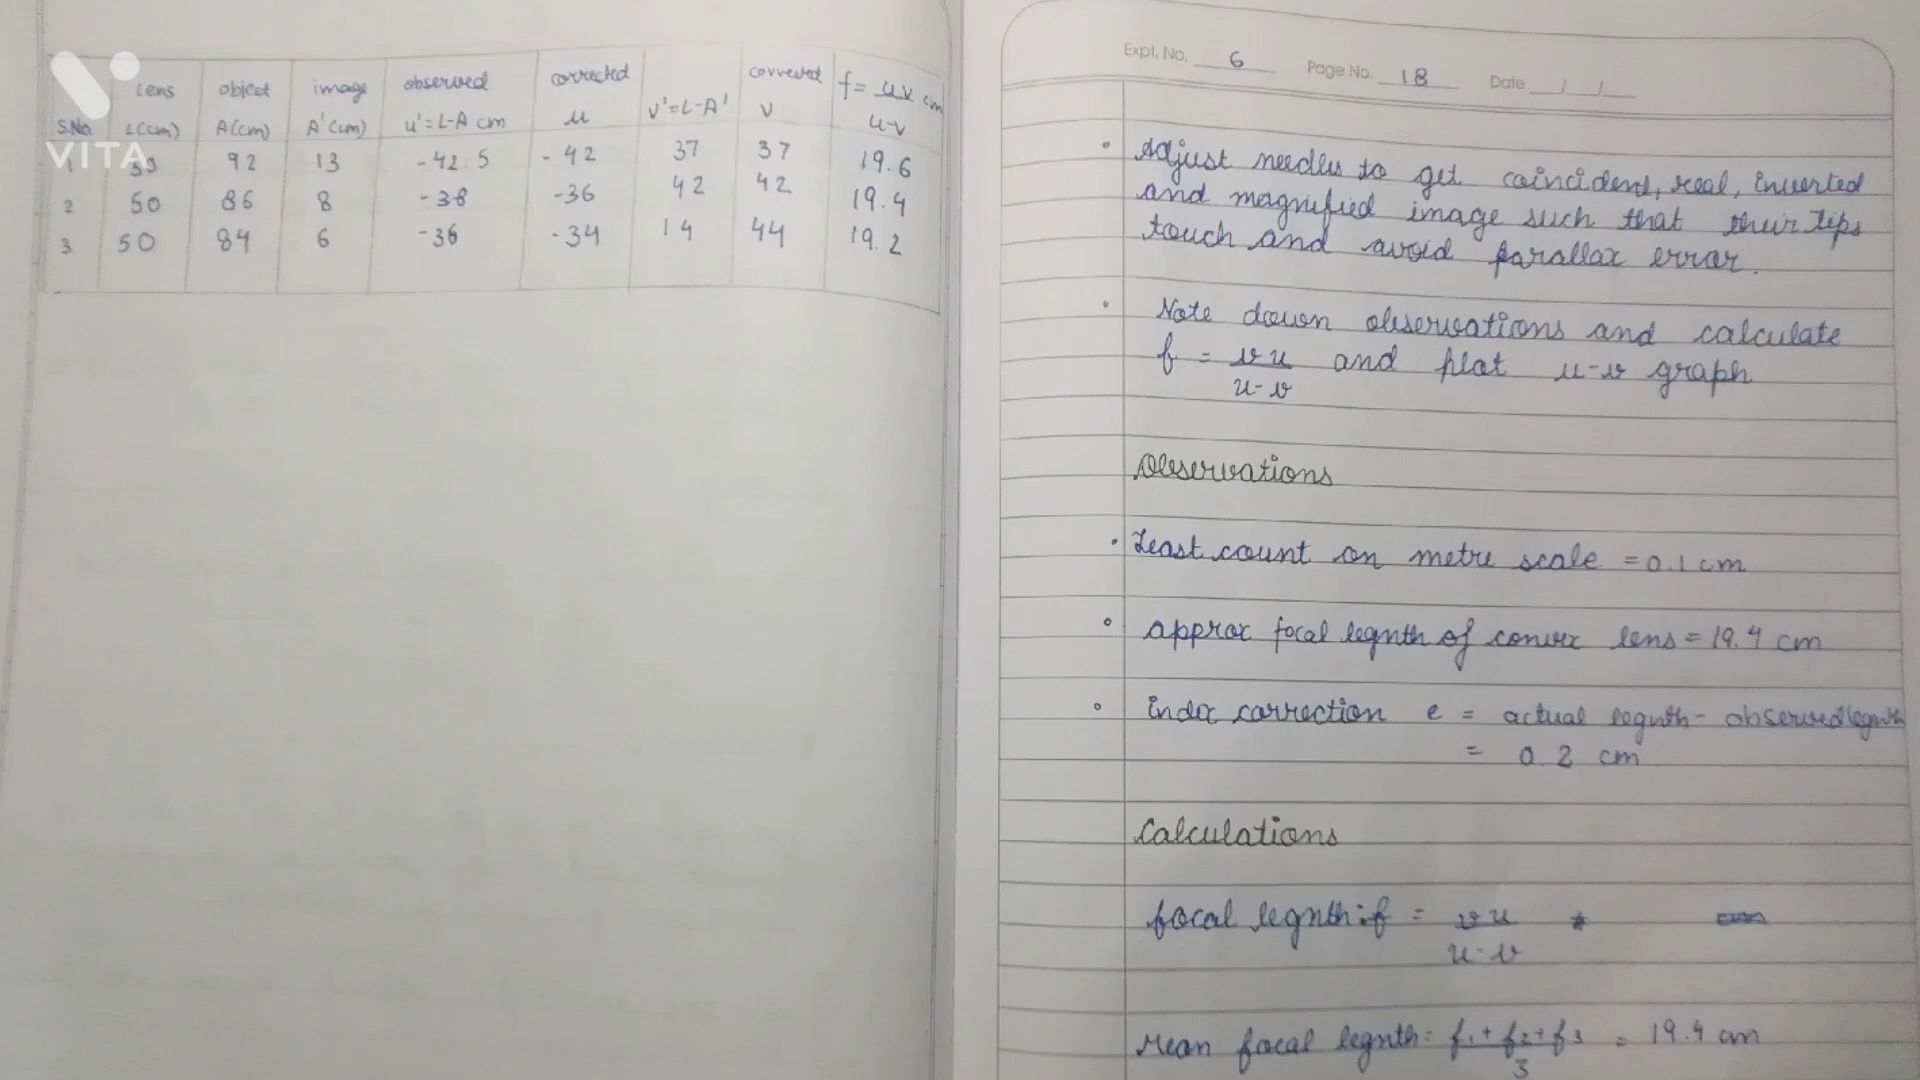 VITA
Lens object image observed corrected corrected f = uv cm
S.No. L(cm) A(cm) A'(cm) u'=L-A cm u v'=L-A' v u-v
1 92 13 -42.5 -42 37 37 19.6
2 50 86 8 -38 -36 42 42 19.4
3 50 84 6 -36 -34 14 44 19.2
Expt. No. 6 Page No. 18 Date / /
• Adjust needles to get coincident, real, inverted
and magnified image such that their tips
touch and avoid parallax error.
• Note down observations and calculate
f = vu and plot u-v graph
u-v
Observations
• Least count on metre scale = 0.1 cm
• Approx focal legnth of convex lens = 19.4 cm
• Index correction e = actual legnth - observed legnth
= 0.2 cm
Calculations
focal legnth : f = vu
u-v
Mean focal legnth = f1 + f2 + f3 = 19.4 cm
3